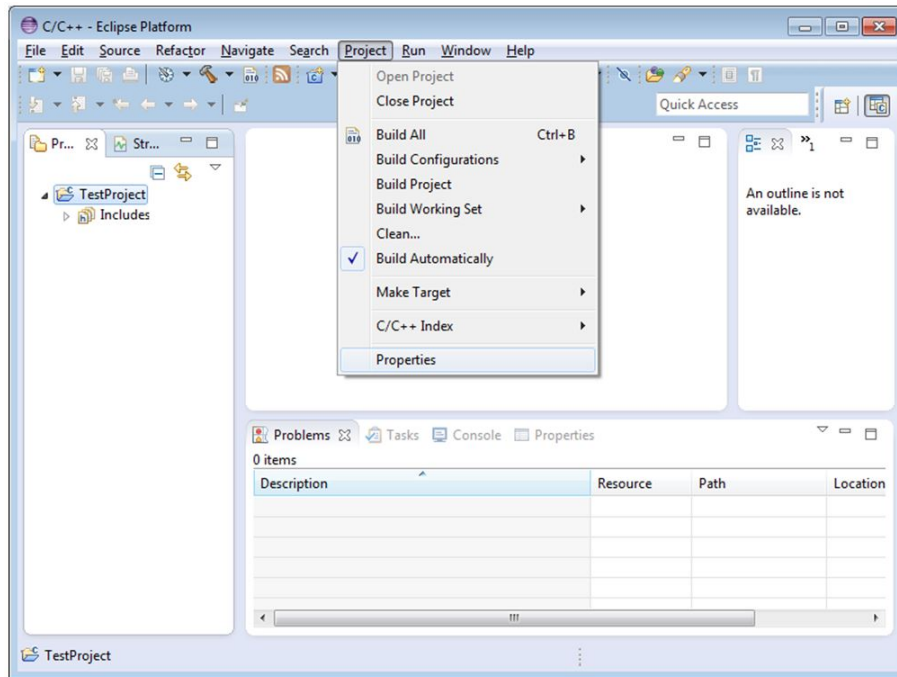 C/C++ - Eclipse Platform
File Edit Source Refactor Navigate Search Project Run Window Help
Quick Access
Pr... Str...
TestProject
Includes
Open Project
Close Project
Build All Ctrl+B
Build Configurations
Build Project
Build Working Set
Clean...
Build Automatically
Make Target
C/C++ Index
Properties
»1
An outline is not
available.
Problems Tasks Console Properties
0 items
Description Resource Path Location
TestProject